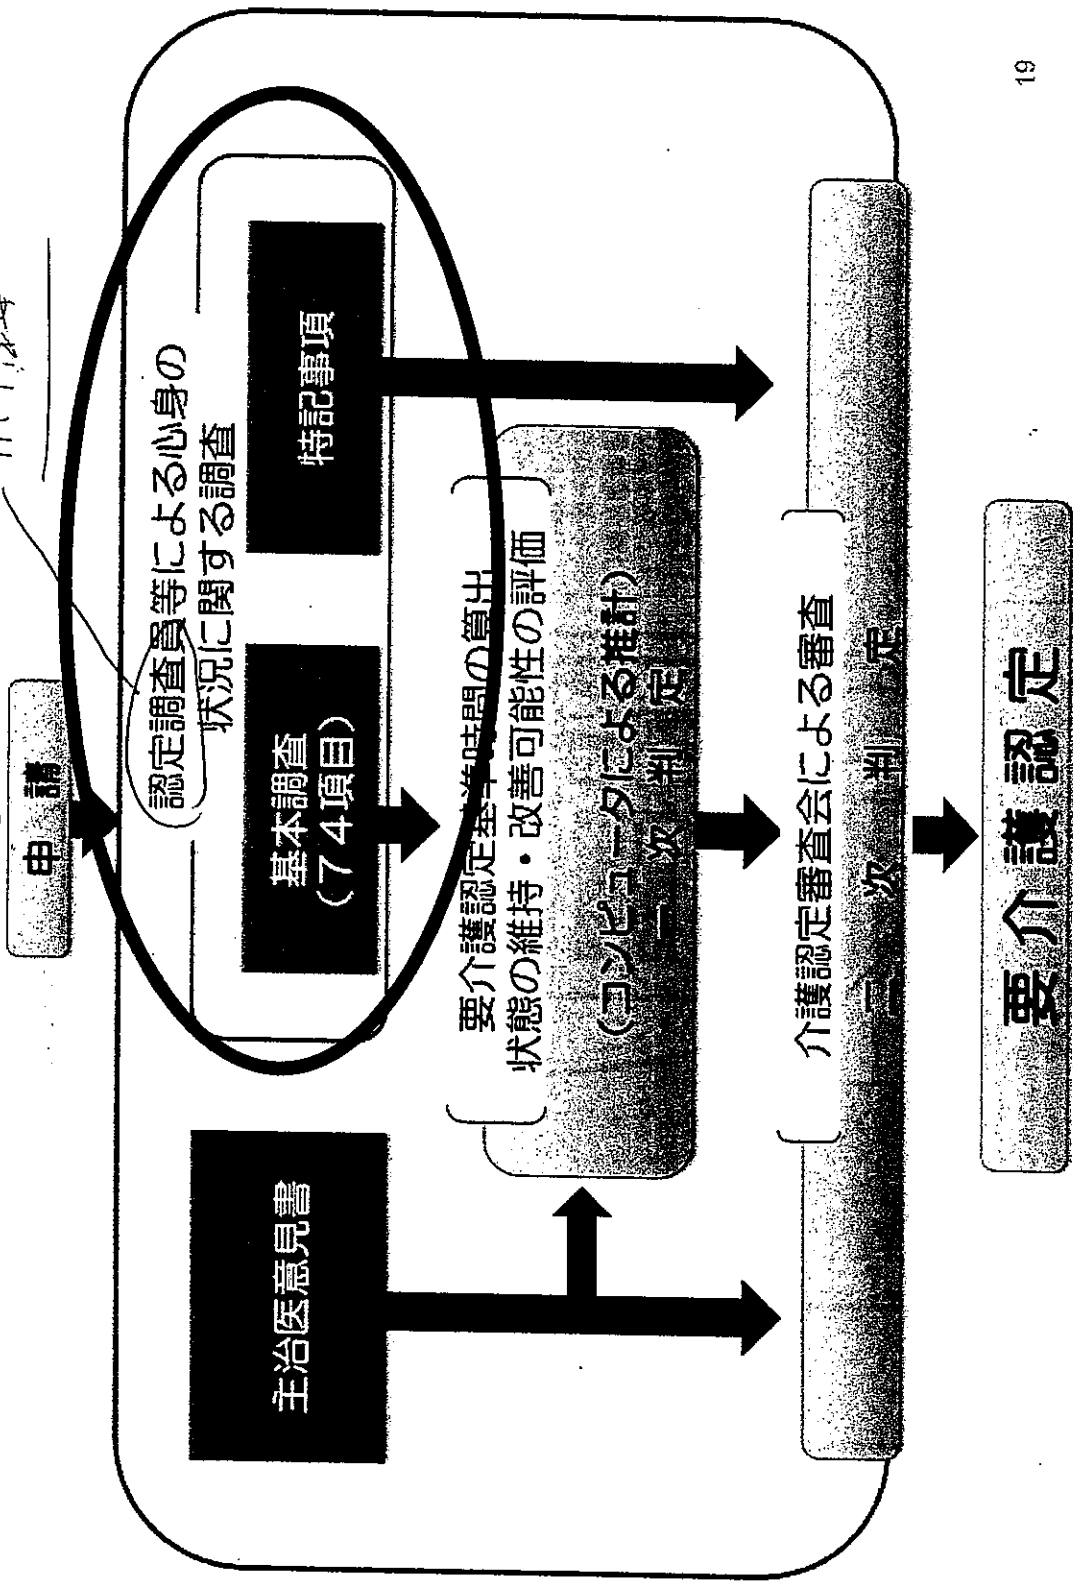 申請
認定調査員等による心身の
状況に関する調査
主治医意見書
基本調査
(74項目)
特記事項
要介護認定基準時間の算出
状態の維持・改善可能性の評価
(コンピュータによる推計)
一次判定
介護認定審査会による審査
二次判定
要介護認定
19